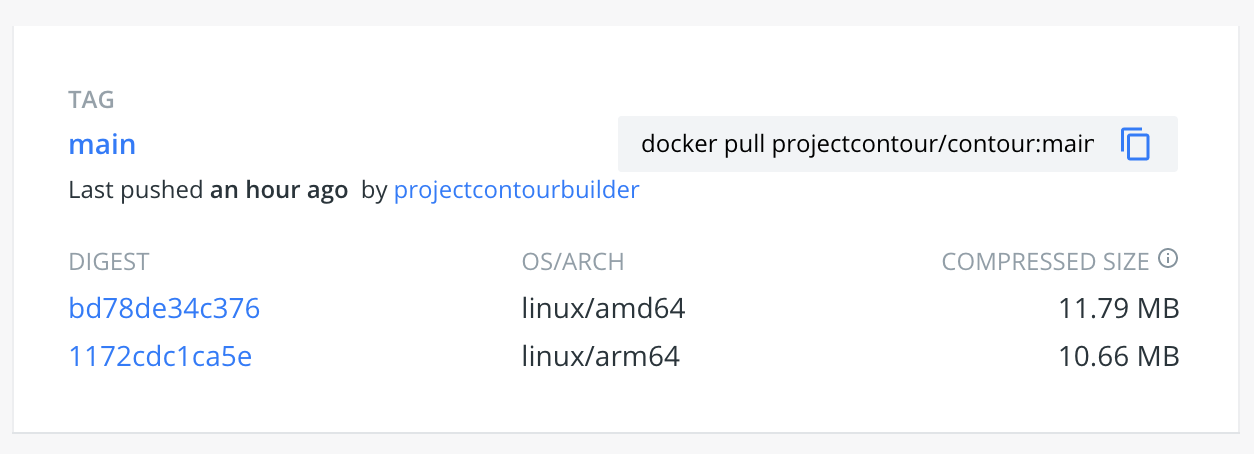 TAG
main
docker pull projectcontour/contour:main
Last pushed an hour ago by projectcontourbuilder
DIGEST OS/ARCH COMPRESSED SIZE
bd78de34c376 linux/amd64 11.79 MB
1172cdc1ca5e linux/arm64 10.66 MB